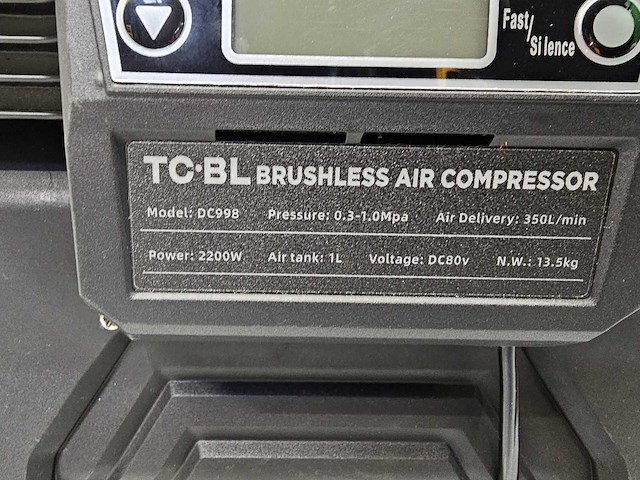 Fast/
Silence
TC·BL BRUSHLESS AIR COMPRESSOR
Model: DC998 Pressure: 0.3-1.0Mpa Air Delivery: 350L/min
Power: 2200W Air tank: 1L Voltage: DC80v N.W.: 13.5kg